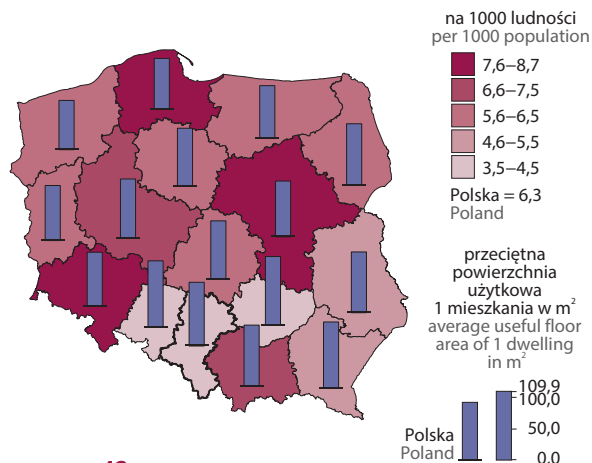 na 1000 ludności
per 1000 population
7,6–8,7
6,6–7,5
5,6–6,5
4,6–5,5
3,5–4,5
Polska = 6,3
Poland
przeciętna
powierzchnia
użytkowa
1 mieszkania w m²
average useful floor
area of 1 dwelling
in m²
109,9
100,0
50,0
0,0
Polska
Poland